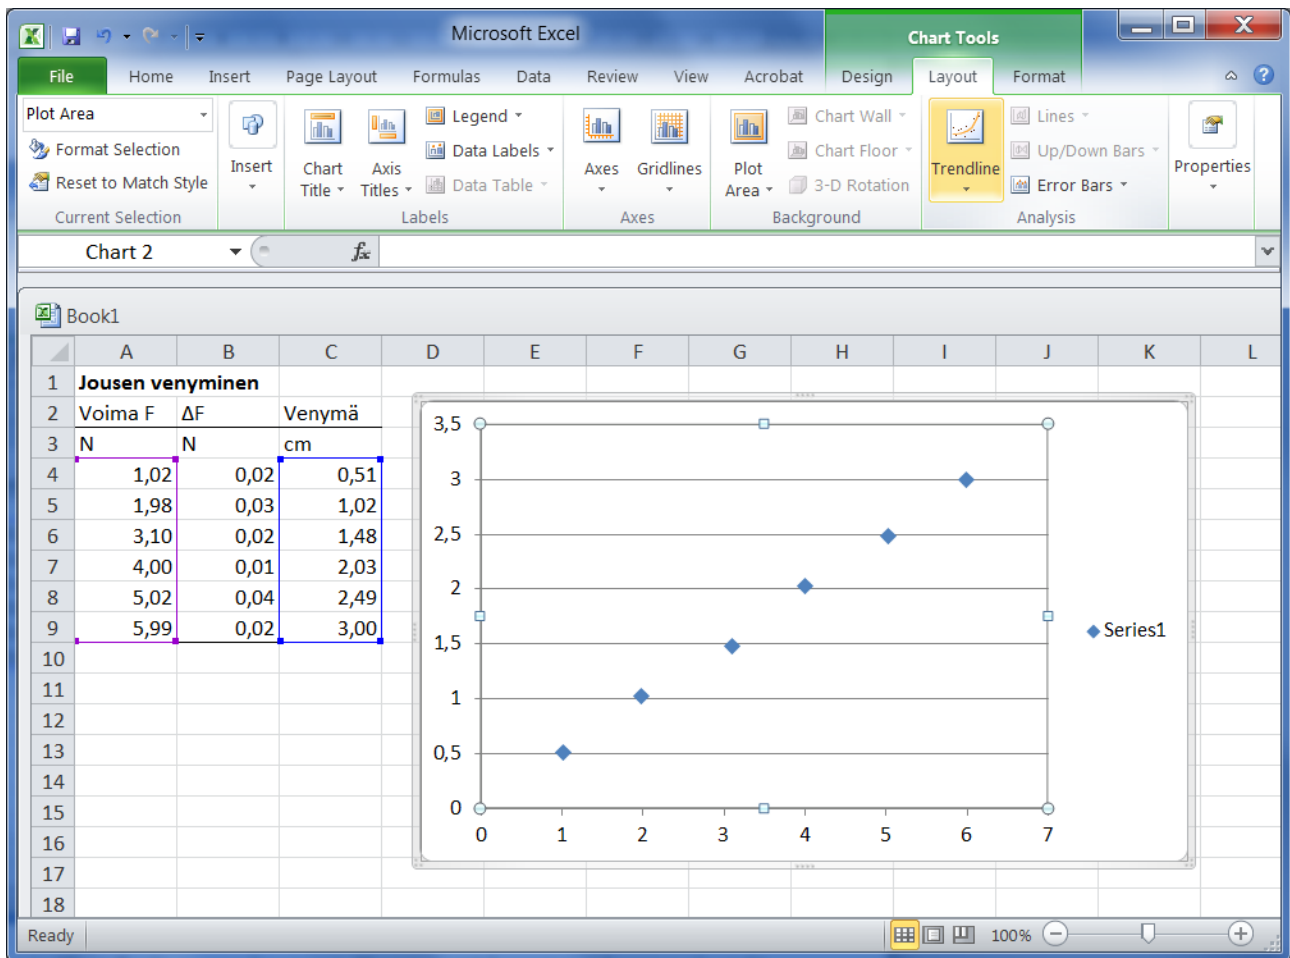 Microsoft Excel
Chart Tools
File Home Insert Page Layout Formulas Data Review View Acrobat Design Layout Format
Plot Area
Format Selection
Reset to Match Style
Current Selection
Insert
Chart Title
Axis Titles
Legend
Data Labels
Data Table
Labels
Axes
Gridlines
Axes
Plot Area
Chart Wall
Chart Floor
3-D Rotation
Background
Trendline
Lines
Up/Down Bars
Error Bars
Analysis
Properties
Chart 2
fx
Book1
A B C D E F G H I J K L
1 Jousen venyminen
2 Voima F ΔF Venymä
3 N N cm
4 1,02 0,02 0,51
5 1,98 0,03 1,02
6 3,10 0,02 1,48
7 4,00 0,01 2,03
8 5,02 0,04 2,49
9 5,99 0,02 3,00
10
11
12
13
14
15
16
17
18
3,5
3
2,5
2
1,5
1
0,5
0
0 1 2 3 4 5 6 7
Series1
Ready
100%